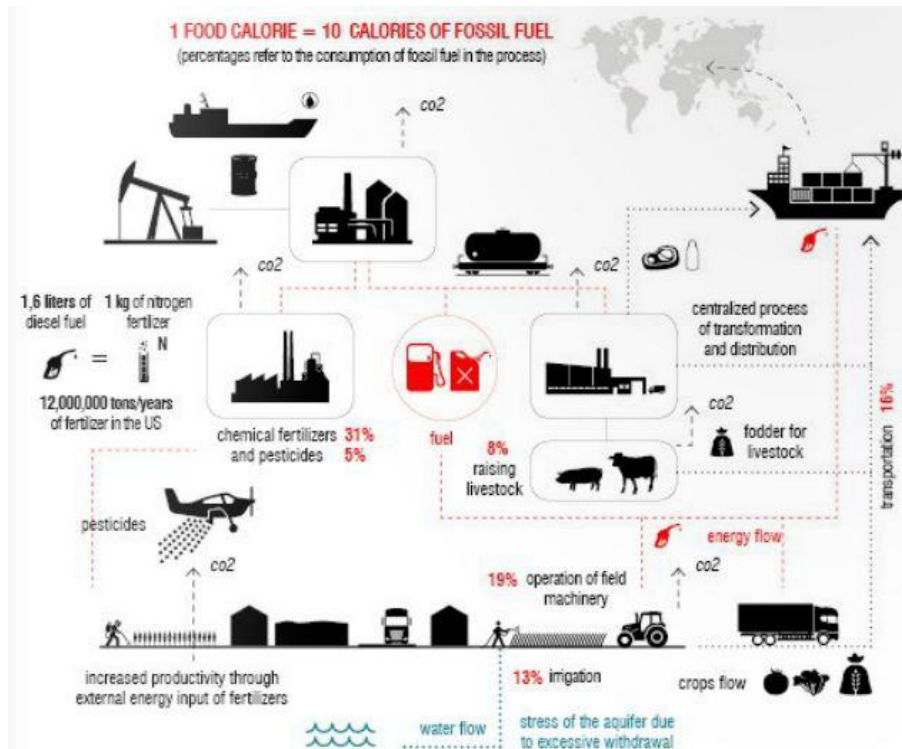 1 FOOD CALORIE = 10 CALORIES OF FOSSIL FUEL
(percentages refer to the consumption of fossil fuel in the process)
co2
co2
co2
1,6 liters of
diesel fuel
1 kg of nitrogen
fertilizer
=
N
12,000,000 tons/years
of fertilizer in the US
centralized process
of transformation
and distribution
chemical fertilizers 31%
and pesticides 5%
fuel
8%
raising
livestock
co2
fodder for
livestock
transportation 16%
pesticides
co2
energy flow
19% operation of field
machinery
co2
increased productivity through
external energy input of fertilizers
13% irrigation
crops flow
water flow
stress of the aquifer due
to excessive withdrawal